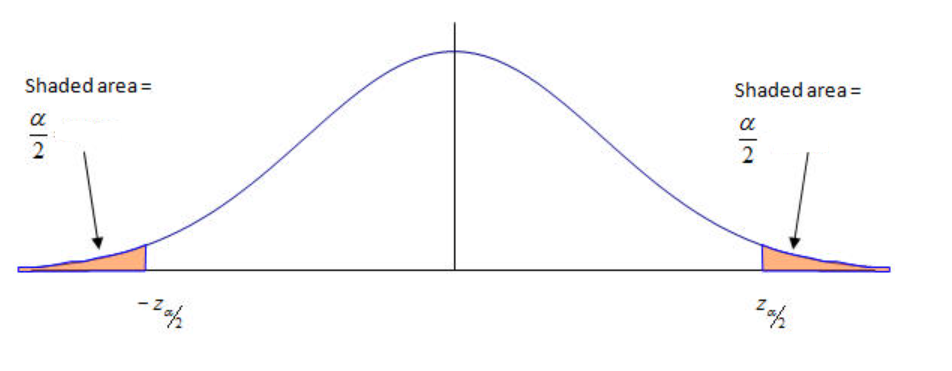 Shaded area =
α
2
Shaded area =
α
2
− z α/2
z α/2